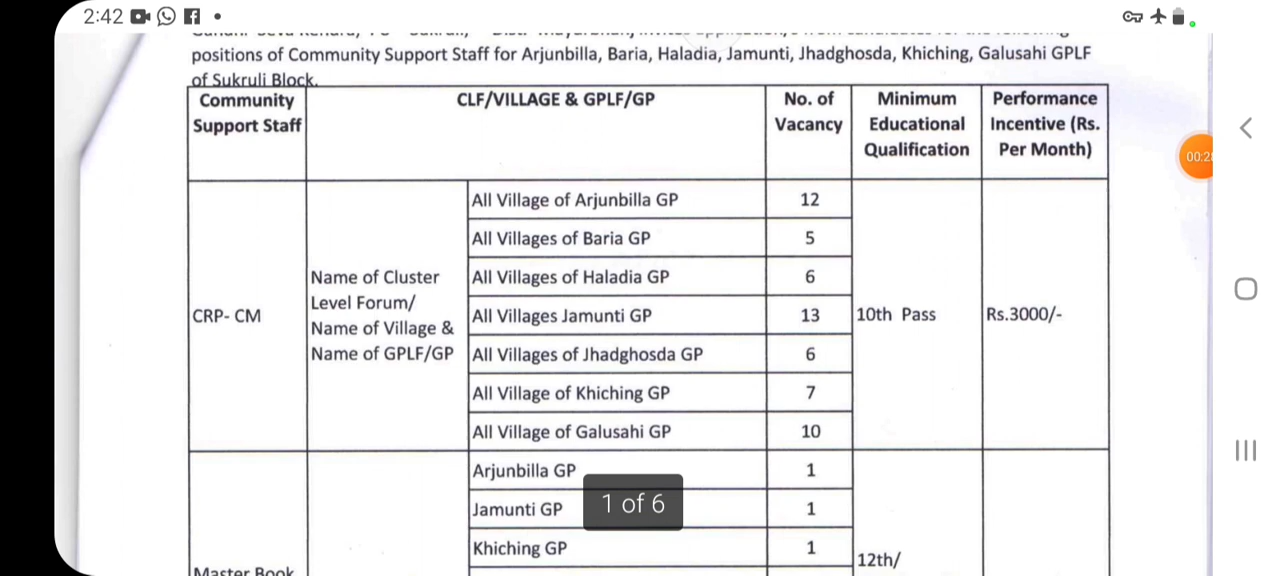 2:42
positions of Community Support Staff for Arjunbilla, Baria, Haladia, Jamunti, Jhadghosda, Khiching, Galusahi GPLF
of Sukruli Block.
Community Support Staff
CLF/VILLAGE & GPLF/GP
No. of Vacancy
Minimum Educational Qualification
Performance Incentive (Rs. Per Month)
00:2
CRP- CM
Name of Cluster
Level Forum/
Name of Village &
Name of GPLF/GP
All Village of Arjunbilla GP 12
All Villages of Baria GP 5
All Villages of Haladia GP 6
All Villages Jamunti GP 13
All Villages of Jhadghosda GP 6
All Village of Khiching GP 7
All Village of Galusahi GP 10
10th Pass
Rs.3000/-
Arjunbilla GP 1
Jamunti GP 1
Khiching GP 1
1 of 6
12th/
Master Book